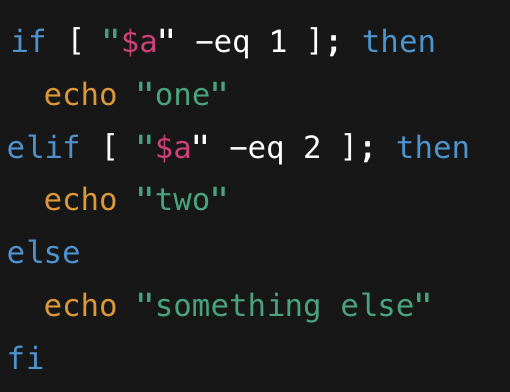 if [ "$a" -eq 1 ]; then
  echo "one"
elif [ "$a" -eq 2 ]; then
  echo "two"
else
  echo "something else"
fi